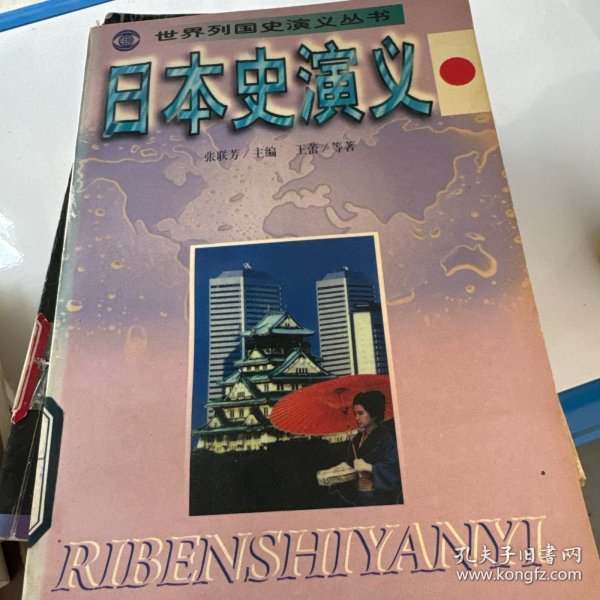 世界列国史演义丛书
日本史演义
张联芳/主编 王蕾/等著
RIBENSHIYANYI
孔夫子旧书网
www.kongfz.com